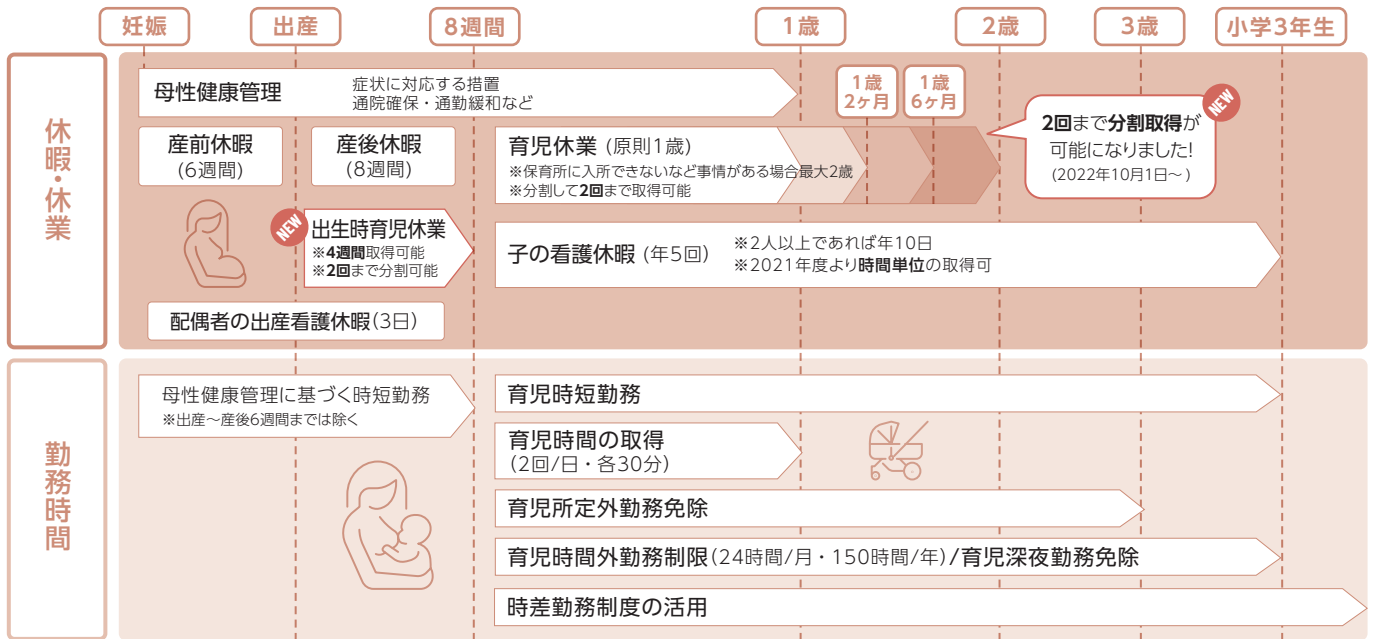 妊娠
出産
8週間
1歳
2歳
3歳
小学3年生
休暇・休業
母性健康管理
症状に対応する措置
通院確保・通勤緩和など
1歳
2ヶ月
1歳
6ヶ月
2回まで分割取得が
可能になりました!
(2022年10月1日〜)
NEW
産前休暇
(6週間)
産後休暇
(8週間)
育児休業 (原則1歳)
※保育所に入所できないなど事情がある場合最大2歳
※分割して2回まで取得可能
NEW
出生時育児休業
※4週間取得可能
※2回まで分割可能
子の看護休暇 (年5回)
※2人以上であれば年10日
※2021年度より時間単位の取得可
配偶者の出産看護休暇(3日)
勤務時間
母性健康管理に基づく時短勤務
※出産〜産後6週間までは除く
育児時短勤務
育児時間の取得
(2回/日・各30分)
育児所定外勤務免除
育児時間外勤務制限(24時間/月・150時間/年)/育児深夜勤務免除
時差勤務制度の活用